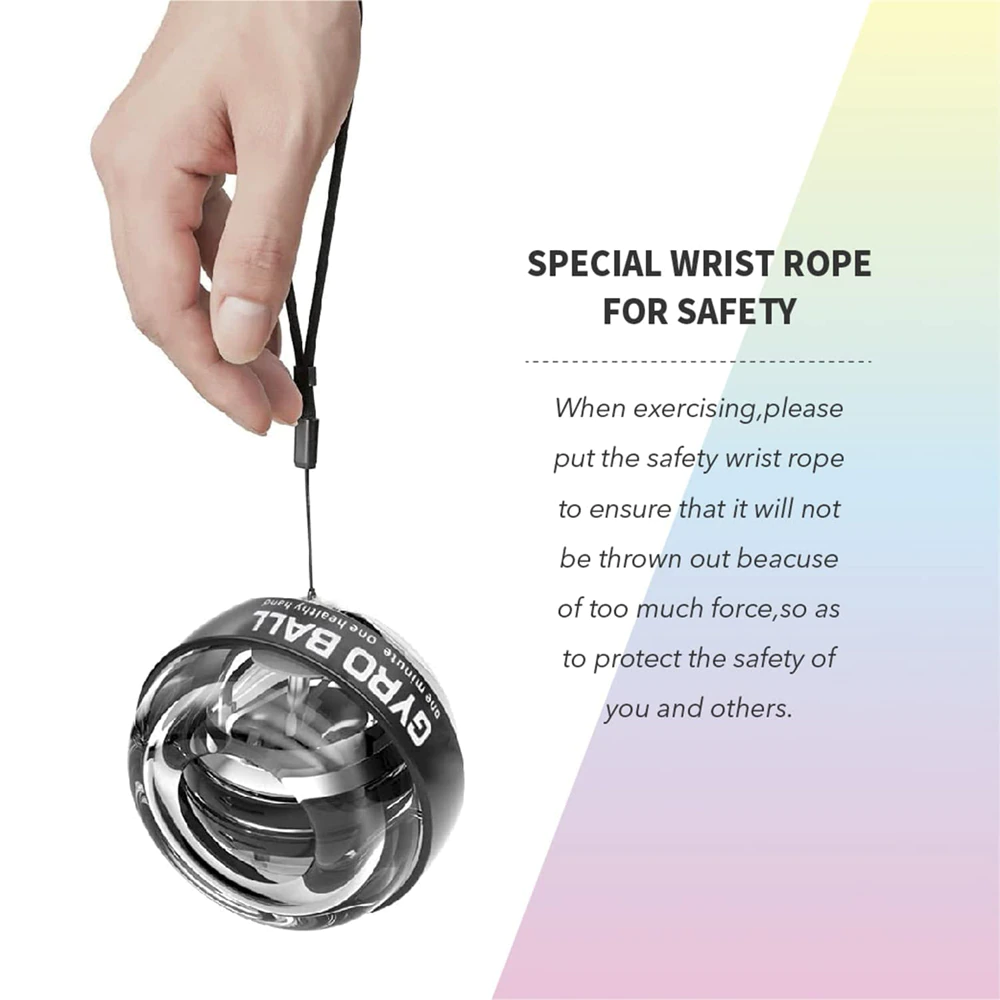 SPECIAL WRIST ROPE
FOR SAFETY
When exercising,please
put the safety wrist rope
to ensure that it will not
be thrown out beacuse
of too much force,so as
to protect the safety of
you and others.
GYRO BALL
one minute one healthy hand